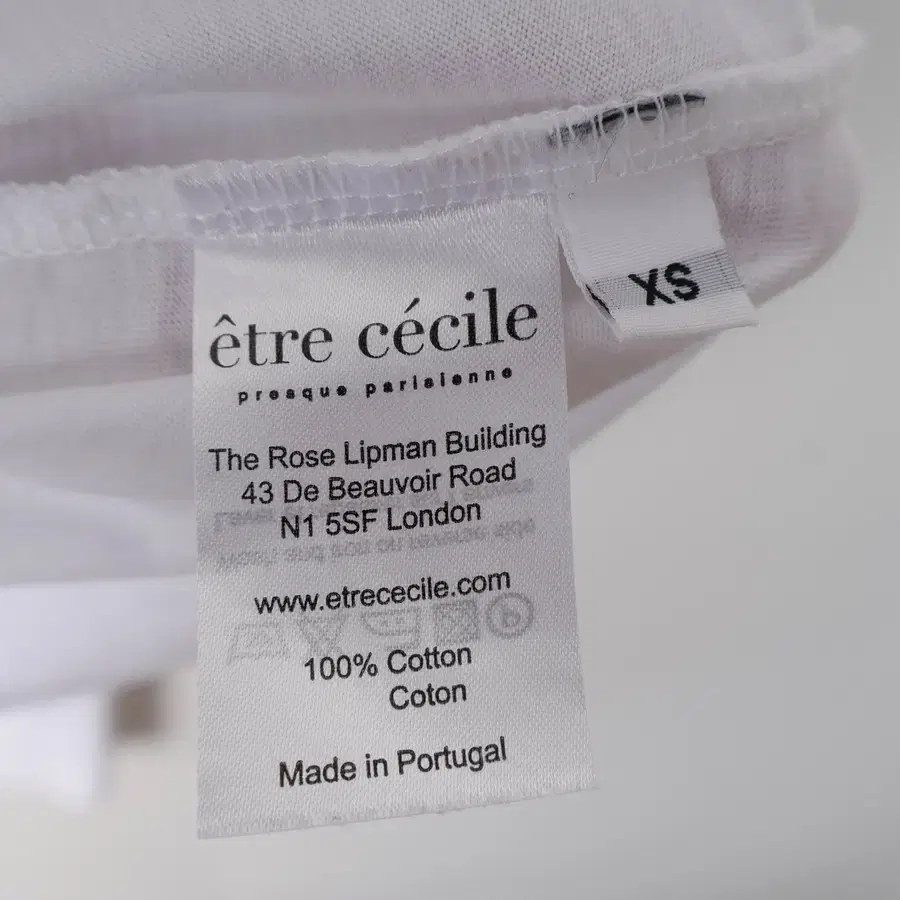 XS
être cécile
presque parisienne
The Rose Lipman Building
43 De Beauvoir Road
N1 5SF London
www.etrececile.com
100% Cotton
Coton
Made in Portugal